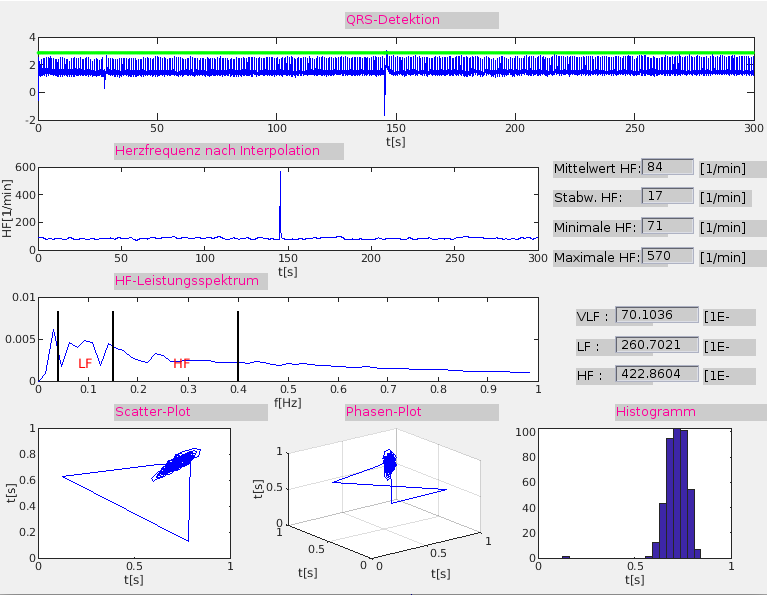 QRS-Detektion
4
2
0
-2
0
50
100
150
200
250
300
t[s]
Herzfrequenz nach Interpolation
HF[1/min]
600
400
200
0
0
50
100
150
200
250
300
t[s]
Mittelwert HF: 84 [1/min]
Stabw. HF: 17 [1/min]
Minimale HF: 71 [1/min]
Maximale HF: 570 [1/min]
HF-Leistungsspektrum
0.01
0.005
0
LF
HF
0
0.1
0.2
0.3
0.4
0.5
0.6
0.7
0.8
0.9
1
f[Hz]
VLF : 70.1036 [1E-
LF : 260.7021 [1E-
HF : 422.8604 [1E-
Scatter-Plot
t[s]
1
0.8
0.6
0.4
0.2
0
0
0.5
1
t[s]
Phasen-Plot
t[s]
1
0.5
0
1
0.5
0
t[s]
0
0.5
1
t[s]
Histogramm
100
80
60
40
20
0
0
0.5
1
t[s]